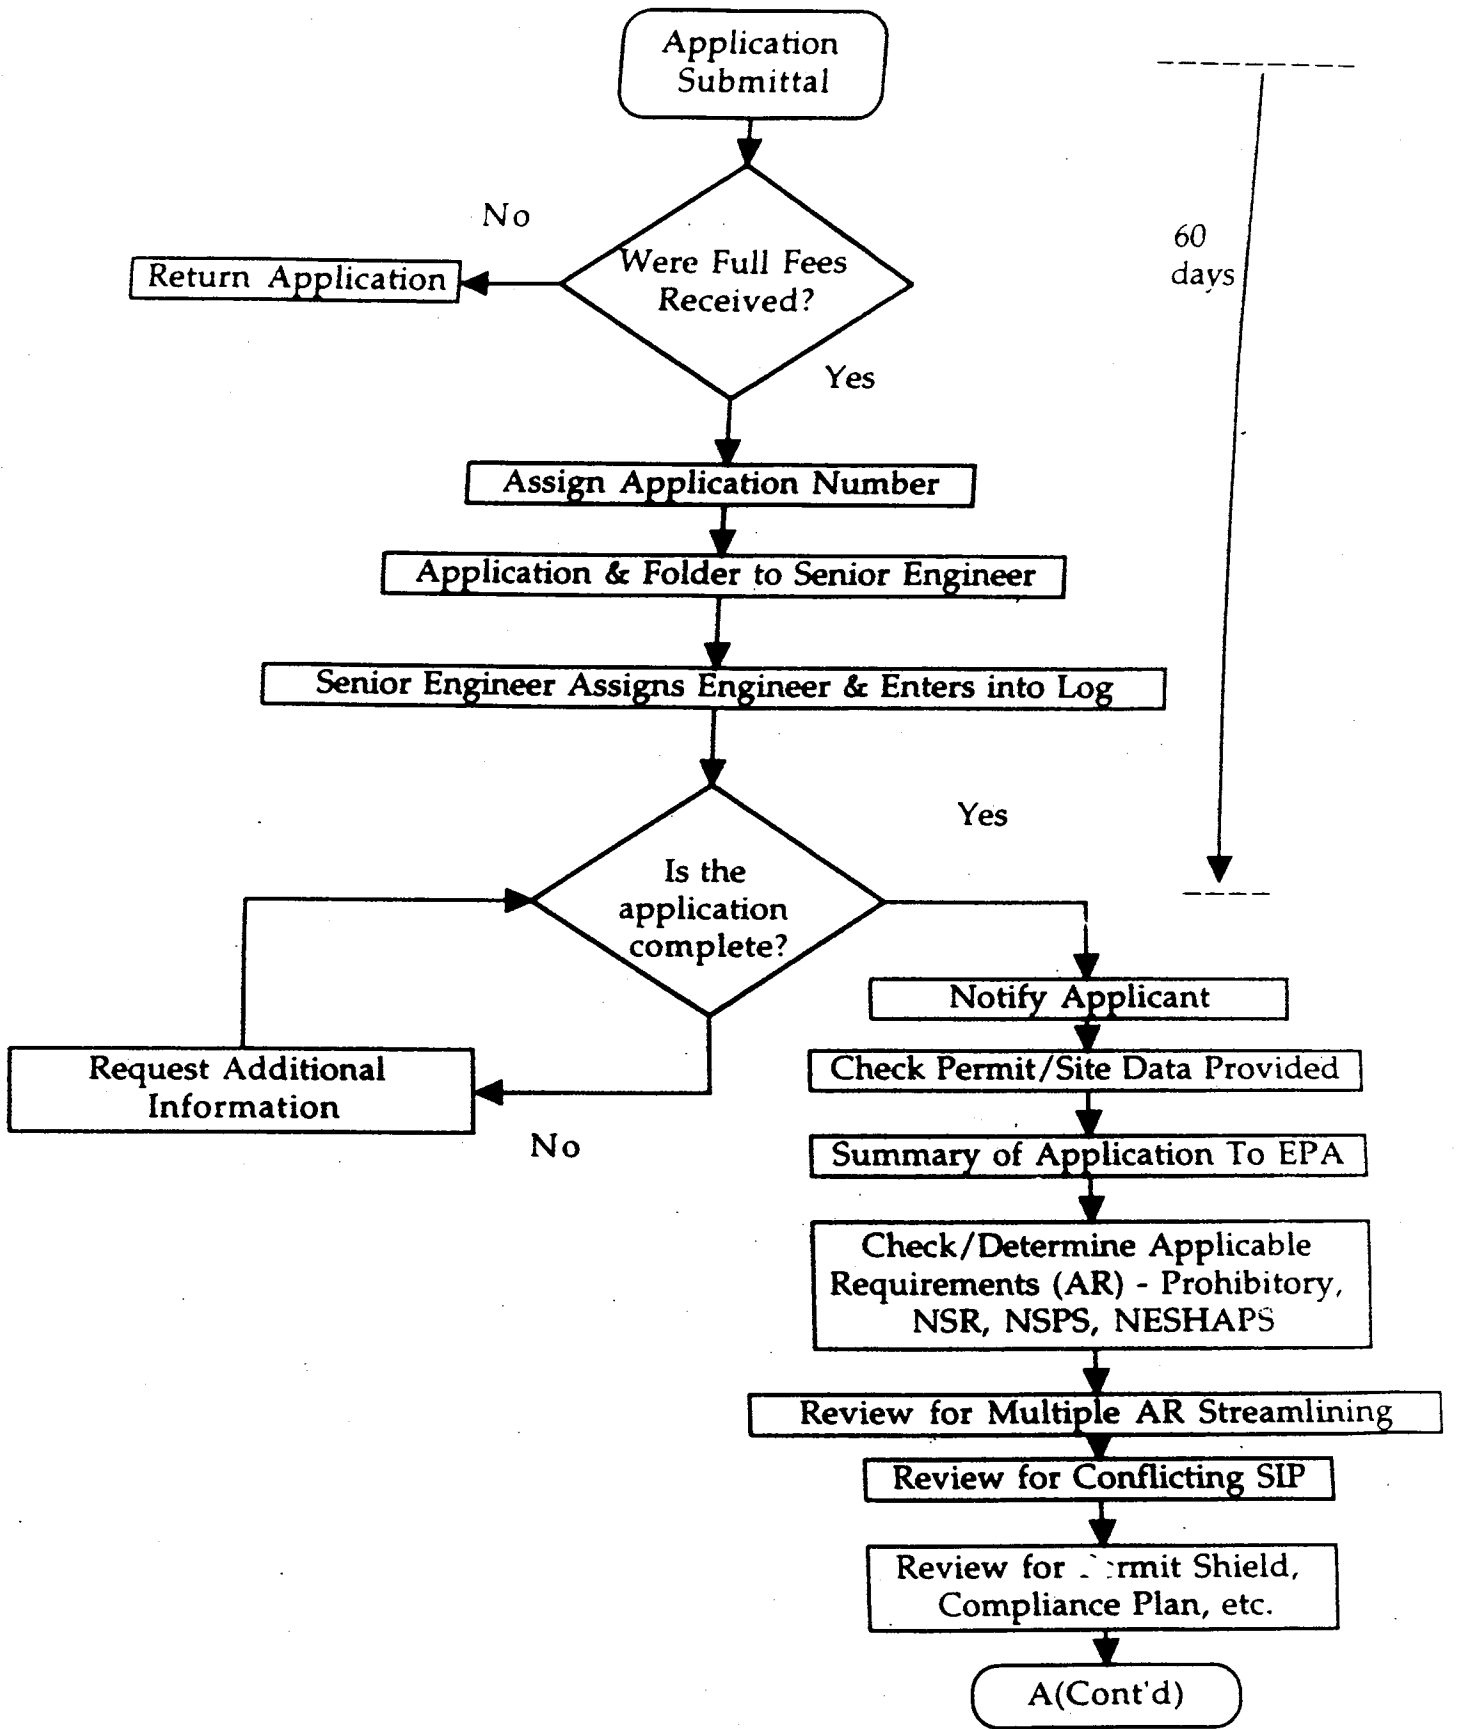 Application
Submittal
No
Were Full Fees
Received?
Return Application
60
days
Yes
Assign Application Number
Application & Folder to Senior Engineer
Senior Engineer Assigns Engineer & Enters into Log
Yes
Is the
application
complete?
Notify Applicant
Request Additional
Information
No
Check Permit/Site Data Provided
Summary of Application To EPA
Check/Determine Applicable
Requirements (AR) - Prohibitory,
NSR, NSPS, NESHAPS
Review for Multiple AR Streamlining
Review for Conflicting SIP
Review for Shield,
Compliance Plan, etc.
A(Cont'd)